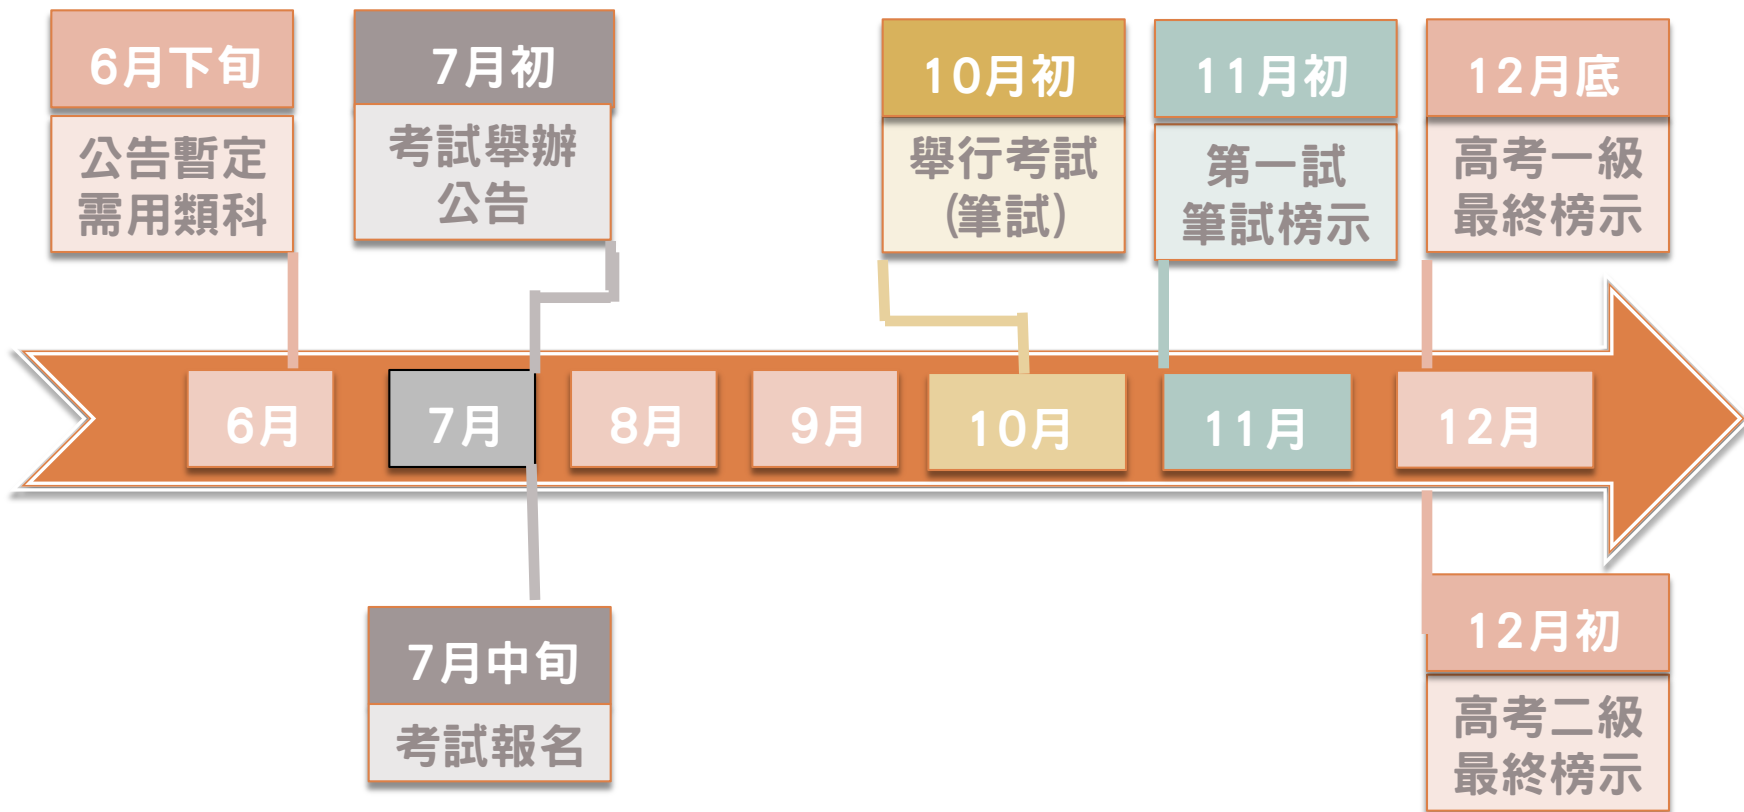 6月下旬
公告暫定
需用類科
7月初
考試舉辦
公告
10月初
舉行考試
(筆試)
11月初
第一試
筆試榜示
12月底
高考一級
最終榜示
6月
7月
8月
9月
10月
11月
12月
7月中旬
考試報名
12月初
高考二級
最終榜示